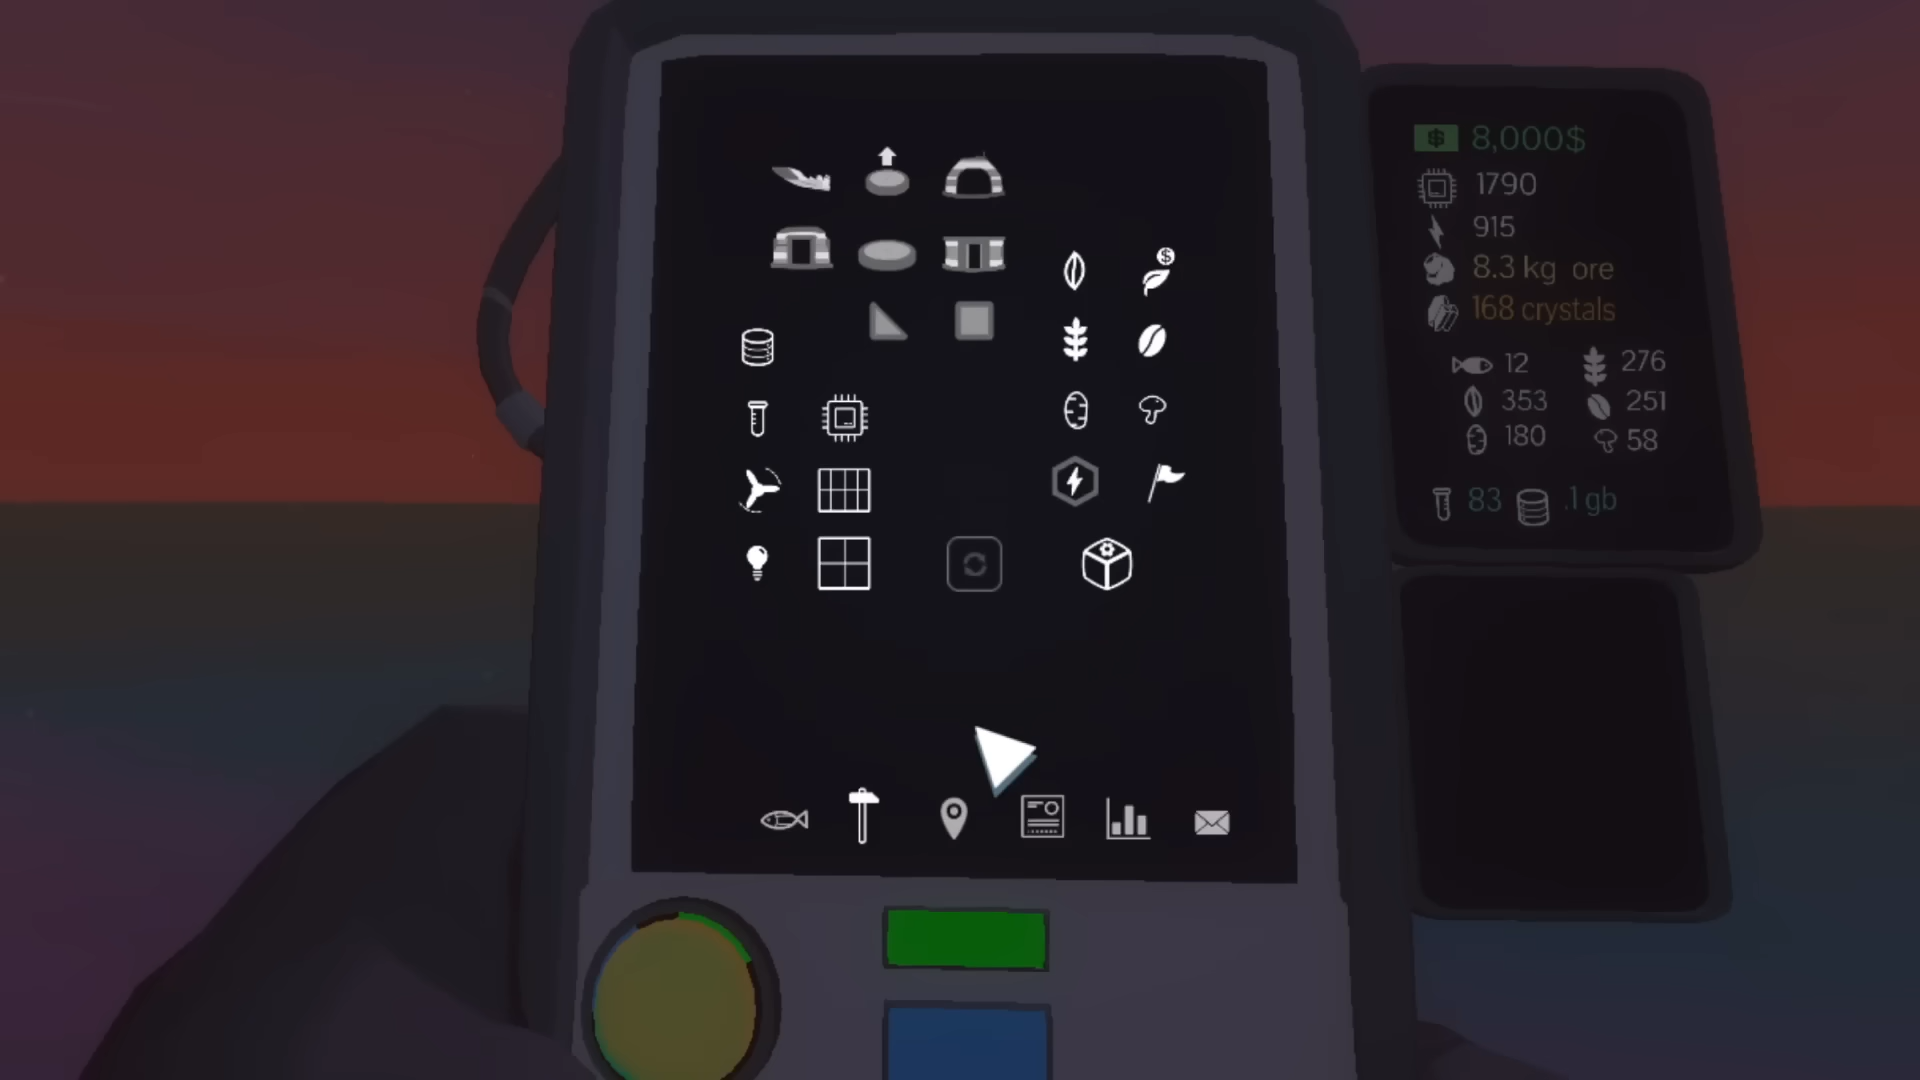 8,000$
1790
915
8.3 kg ore
168 crystals
12 276
353 251
180 58
83 .1 gb